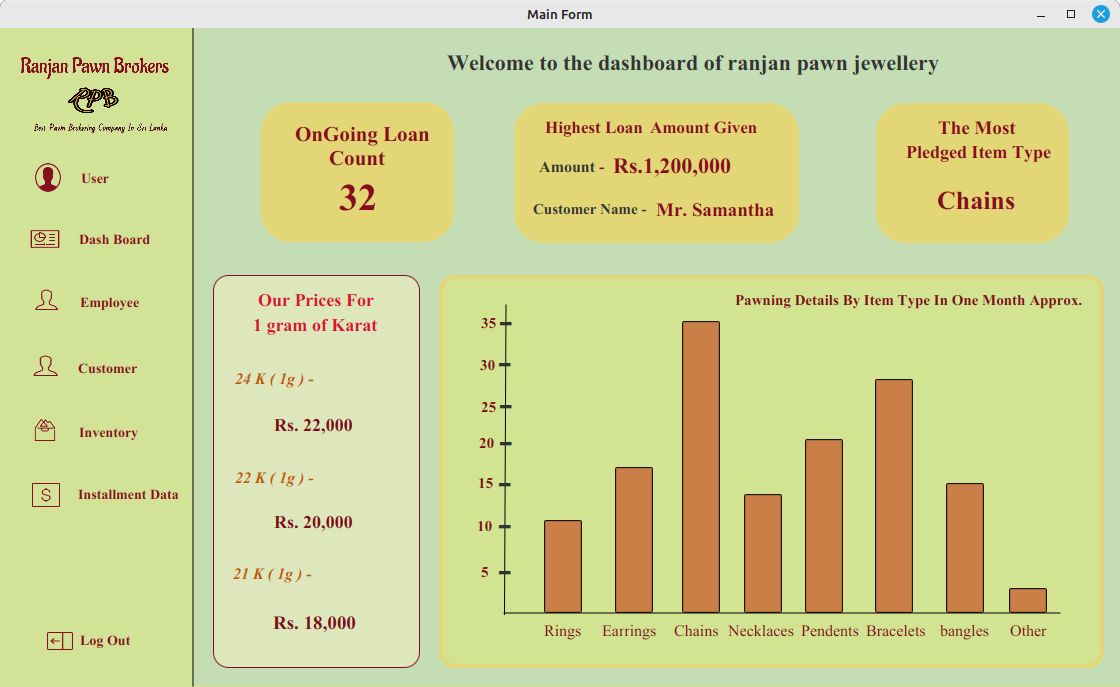 Main Form
Ranjan Pawn Brokers
RPB
Best Pawn Brokering Company In Sri Lanka
User
Dash Board
Employee
Customer
Inventory
Installment Data
Log Out
Welcome to the dashboard of ranjan pawn jewellery
OnGoing Loan
Count
32
Highest Loan Amount Given
Amount - Rs.1,200,000
Customer Name - Mr. Samantha
The Most
Pledged Item Type
Chains
Our Prices For
1 gram of Karat
24 K ( 1g ) -
Rs. 22,000
22 K ( 1g ) -
Rs. 20,000
21 K ( 1g ) -
Rs. 18,000
Pawning Details By Item Type In One Month Approx.
35
30
25
20
15
10
5
Rings Earrings Chains Necklaces Pendents Bracelets bangles Other